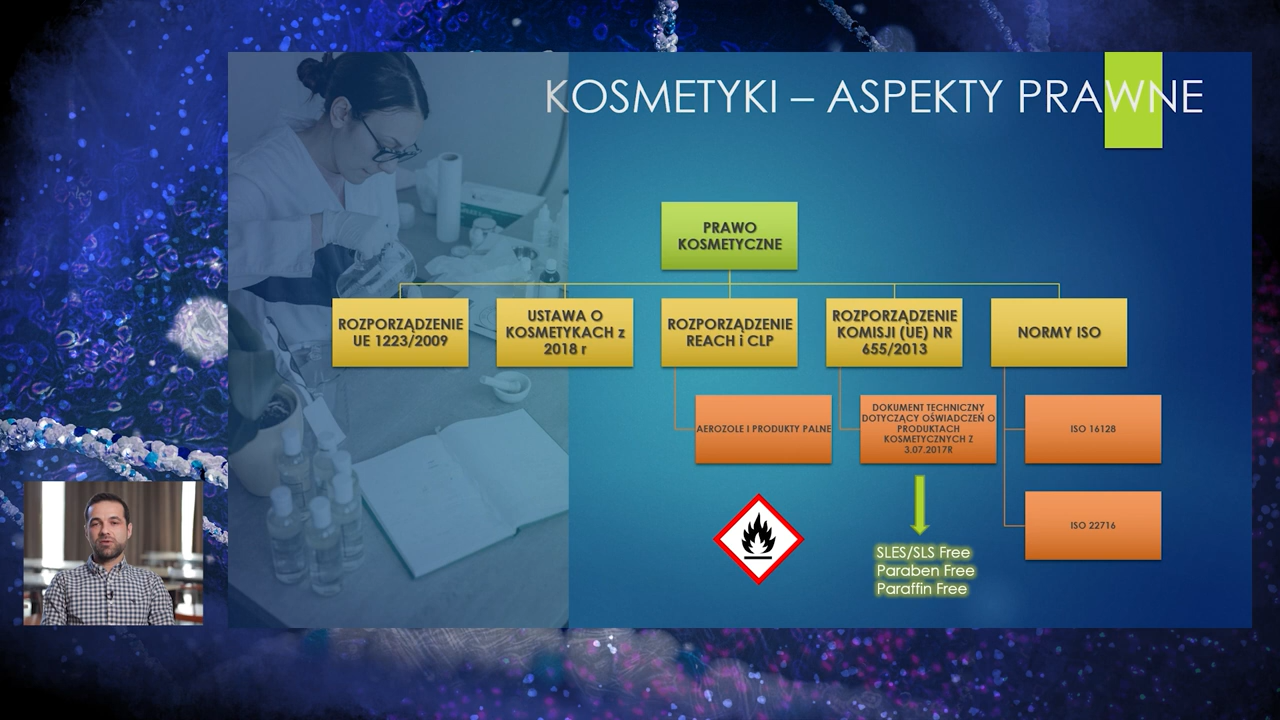 KOSMETYKI – ASPEKTY PRAWNE
PRAWO
KOSMETYCZNE
ROZPORZĄDZENIE
UE 1223/2009
USTAWA O
KOSMETYKACH z
2018 r
ROZPORZĄDZENIE
REACH i CLP
ROZPORZĄDZENIE
KOMISJI (UE) NR
655/2013
NORMY ISO
AEROZOLE I PRODUKTY PALNE
DOKUMENT TECHNICZNY
DOTYCZĄCY OŚWIADCZEŃ O
PRODUKTACH
KOSMETYCZNYCH Z
3.07.2017R
ISO 16128
ISO 22716
SLES/SLS Free
Paraben Free
Paraffin Free